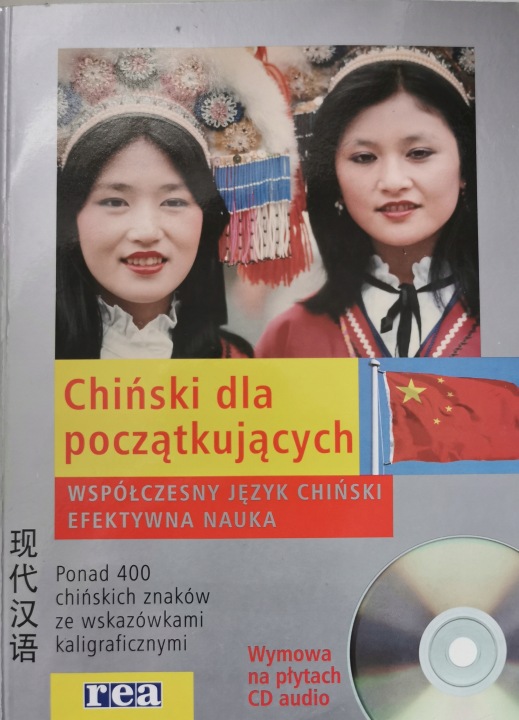 Chiński dla
początkujących
WSPÓŁCZESNY JĘZYK CHIŃSKI
EFEKTYWNA NAUKA
现代汉语
Ponad 400
chińskich znaków
ze wskazówkami
kaligraficznymi
Wymowa
na płytach
CD audio
rea